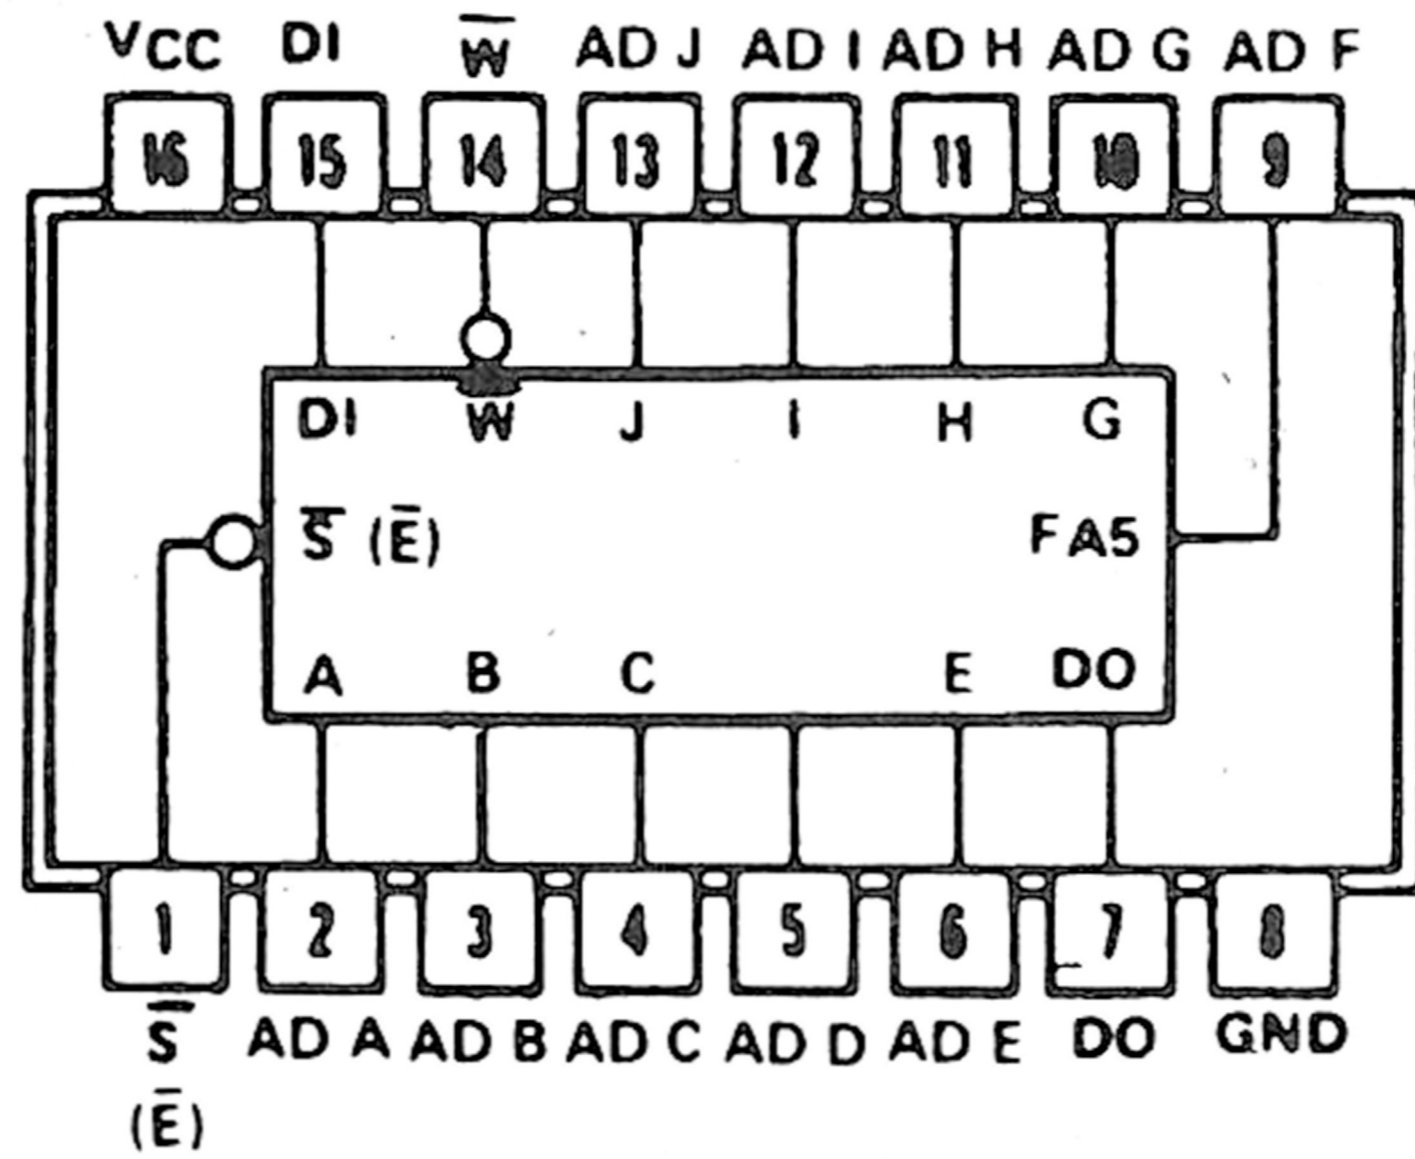 VCC DI W̅ AD J AD I AD H AD G AD F
16 15 14 13 12 11 10 9
DI W J I H G
S̅ (E̅) FA5
A B C E DO
1 2 3 4 5 6 7 8
S̅ AD A AD B AD C AD D AD E DO GND
(E̅)